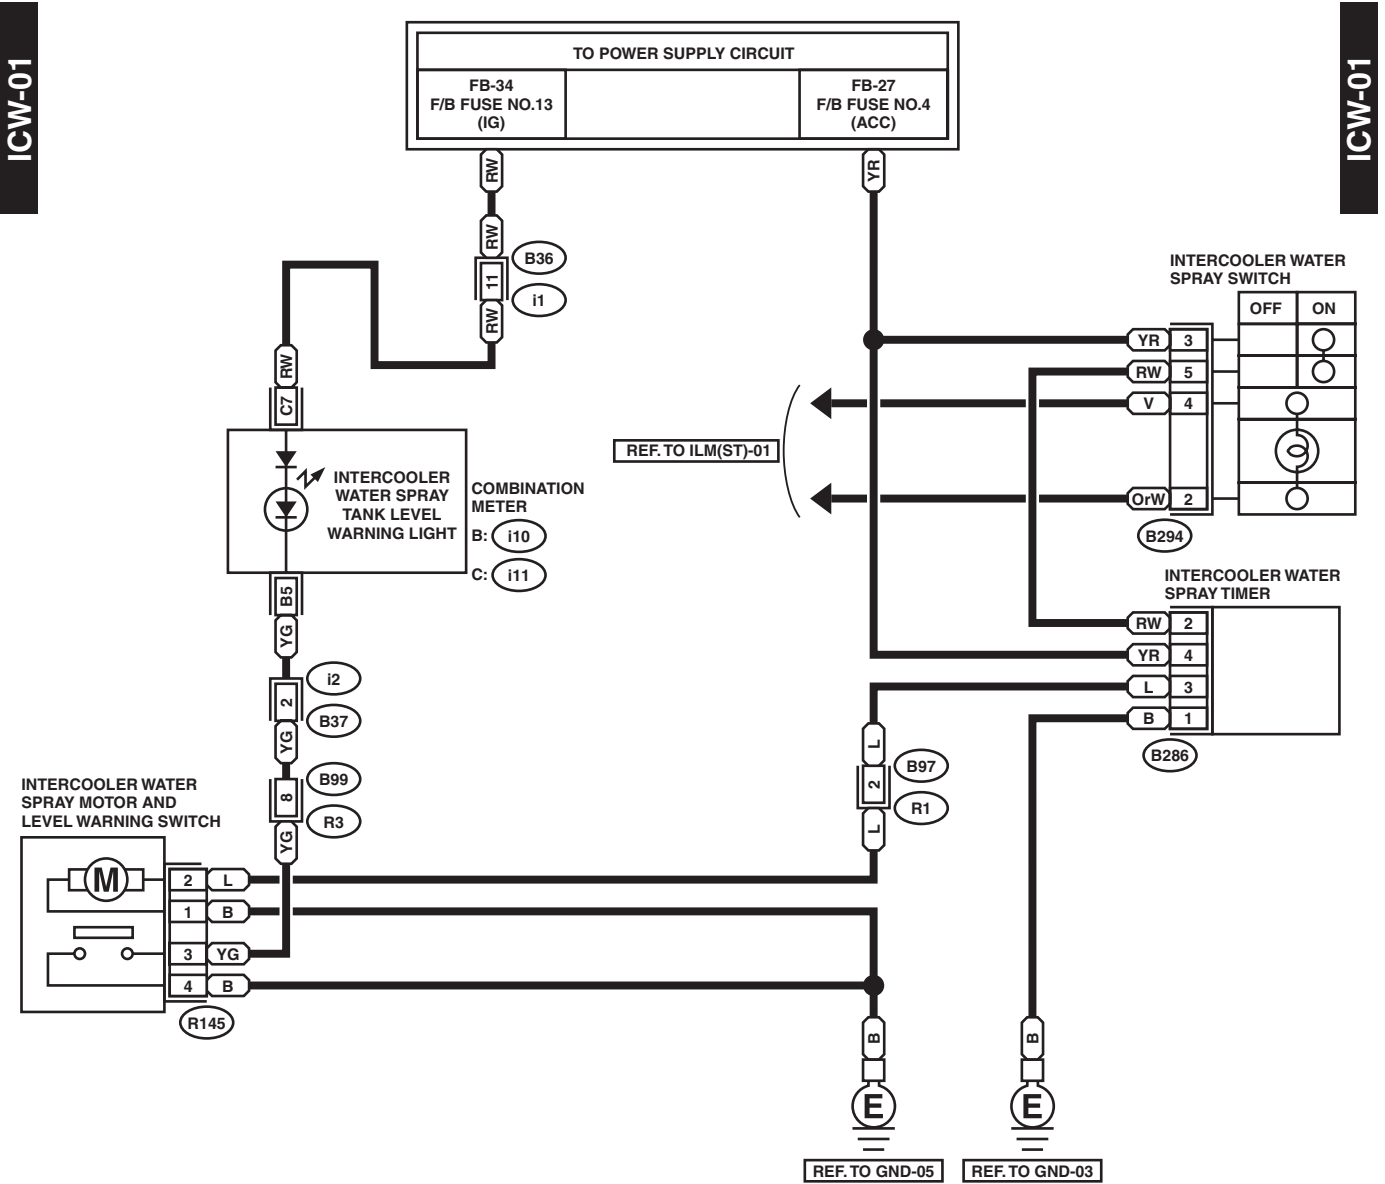 ICW-01
ICW-01
TO POWER SUPPLY CIRCUIT
FB-34
F/B FUSE NO.13
(IG)
FB-27
F/B FUSE NO.4
(ACC)
RW
YR
RW
B36
11
i1
RW
INTERCOOLER WATER
SPRAY SWITCH
OFF ON
YR 3
RW 5
V 4
OrW 2
B294
REF. TO ILM(ST)-01
RW
C7
INTERCOOLER
WATER SPRAY
TANK LEVEL
WARNING LIGHT
COMBINATION
METER
B: i10
C: i11
B5
YG
i2
2
B37
YG
B99
8
R3
YG
INTERCOOLER WATER
SPRAY TIMER
RW 2
YR 4
L 3
B 1
B286
L
B97
2
R1
L
INTERCOOLER WATER
SPRAY MOTOR AND
LEVEL WARNING SWITCH
M
2 L
1 B
3 YG
4 B
R145
B
B
E
E
REF. TO GND-05
REF. TO GND-03